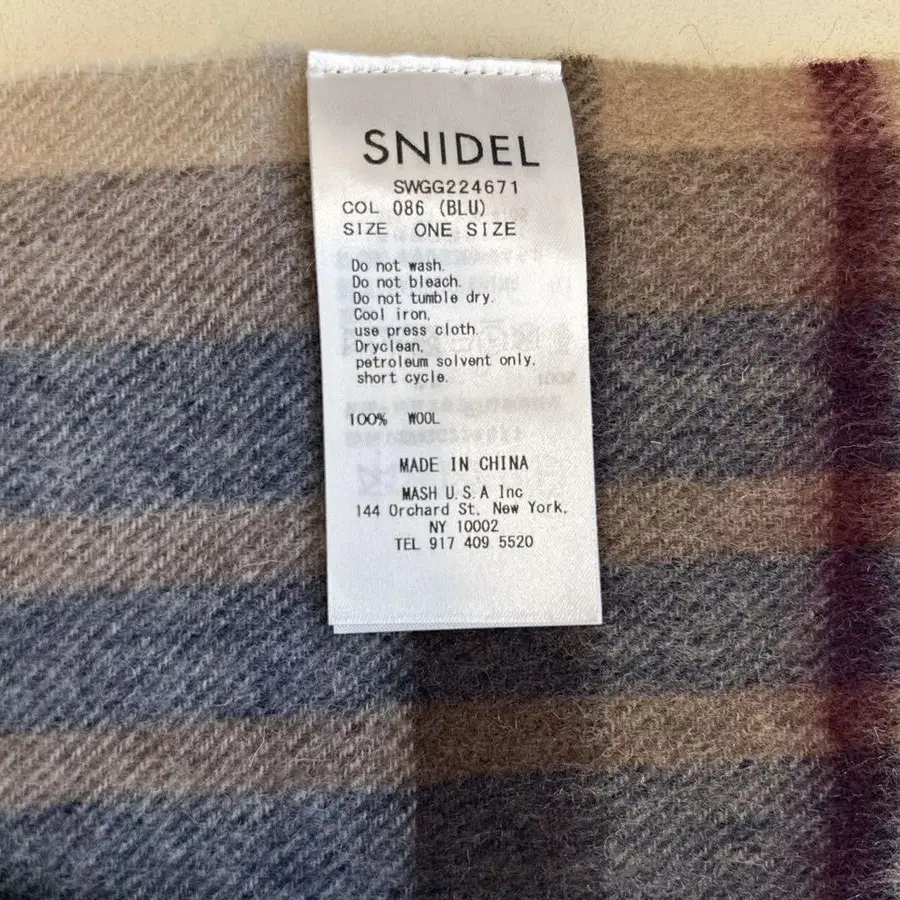 SNIDEL
SWGG224671
COL 086 (BLU)
SIZE ONE SIZE
Do not wash.
Do not bleach.
Do not tumble dry.
Cool iron,
use press cloth.
Dryclean,
petroleum solvent only.
short cycle.
100% WOOL
MADE IN CHINA
MASH U.S.A Inc
144 Orchard St. New York,
NY 10002
TEL 917 409 5520